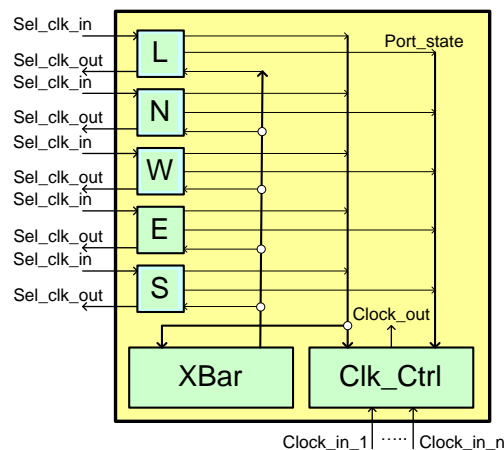 Sel_clk_in
L
Port_state
Sel_clk_out
Sel_clk_in
N
Sel_clk_out
Sel_clk_in
W
Sel_clk_out
Sel_clk_in
E
Sel_clk_out
Sel_clk_in
S
Sel_clk_out
Clock_out
XBar
Clk_Ctrl
Clock_in_1 ····· Clock_in_n